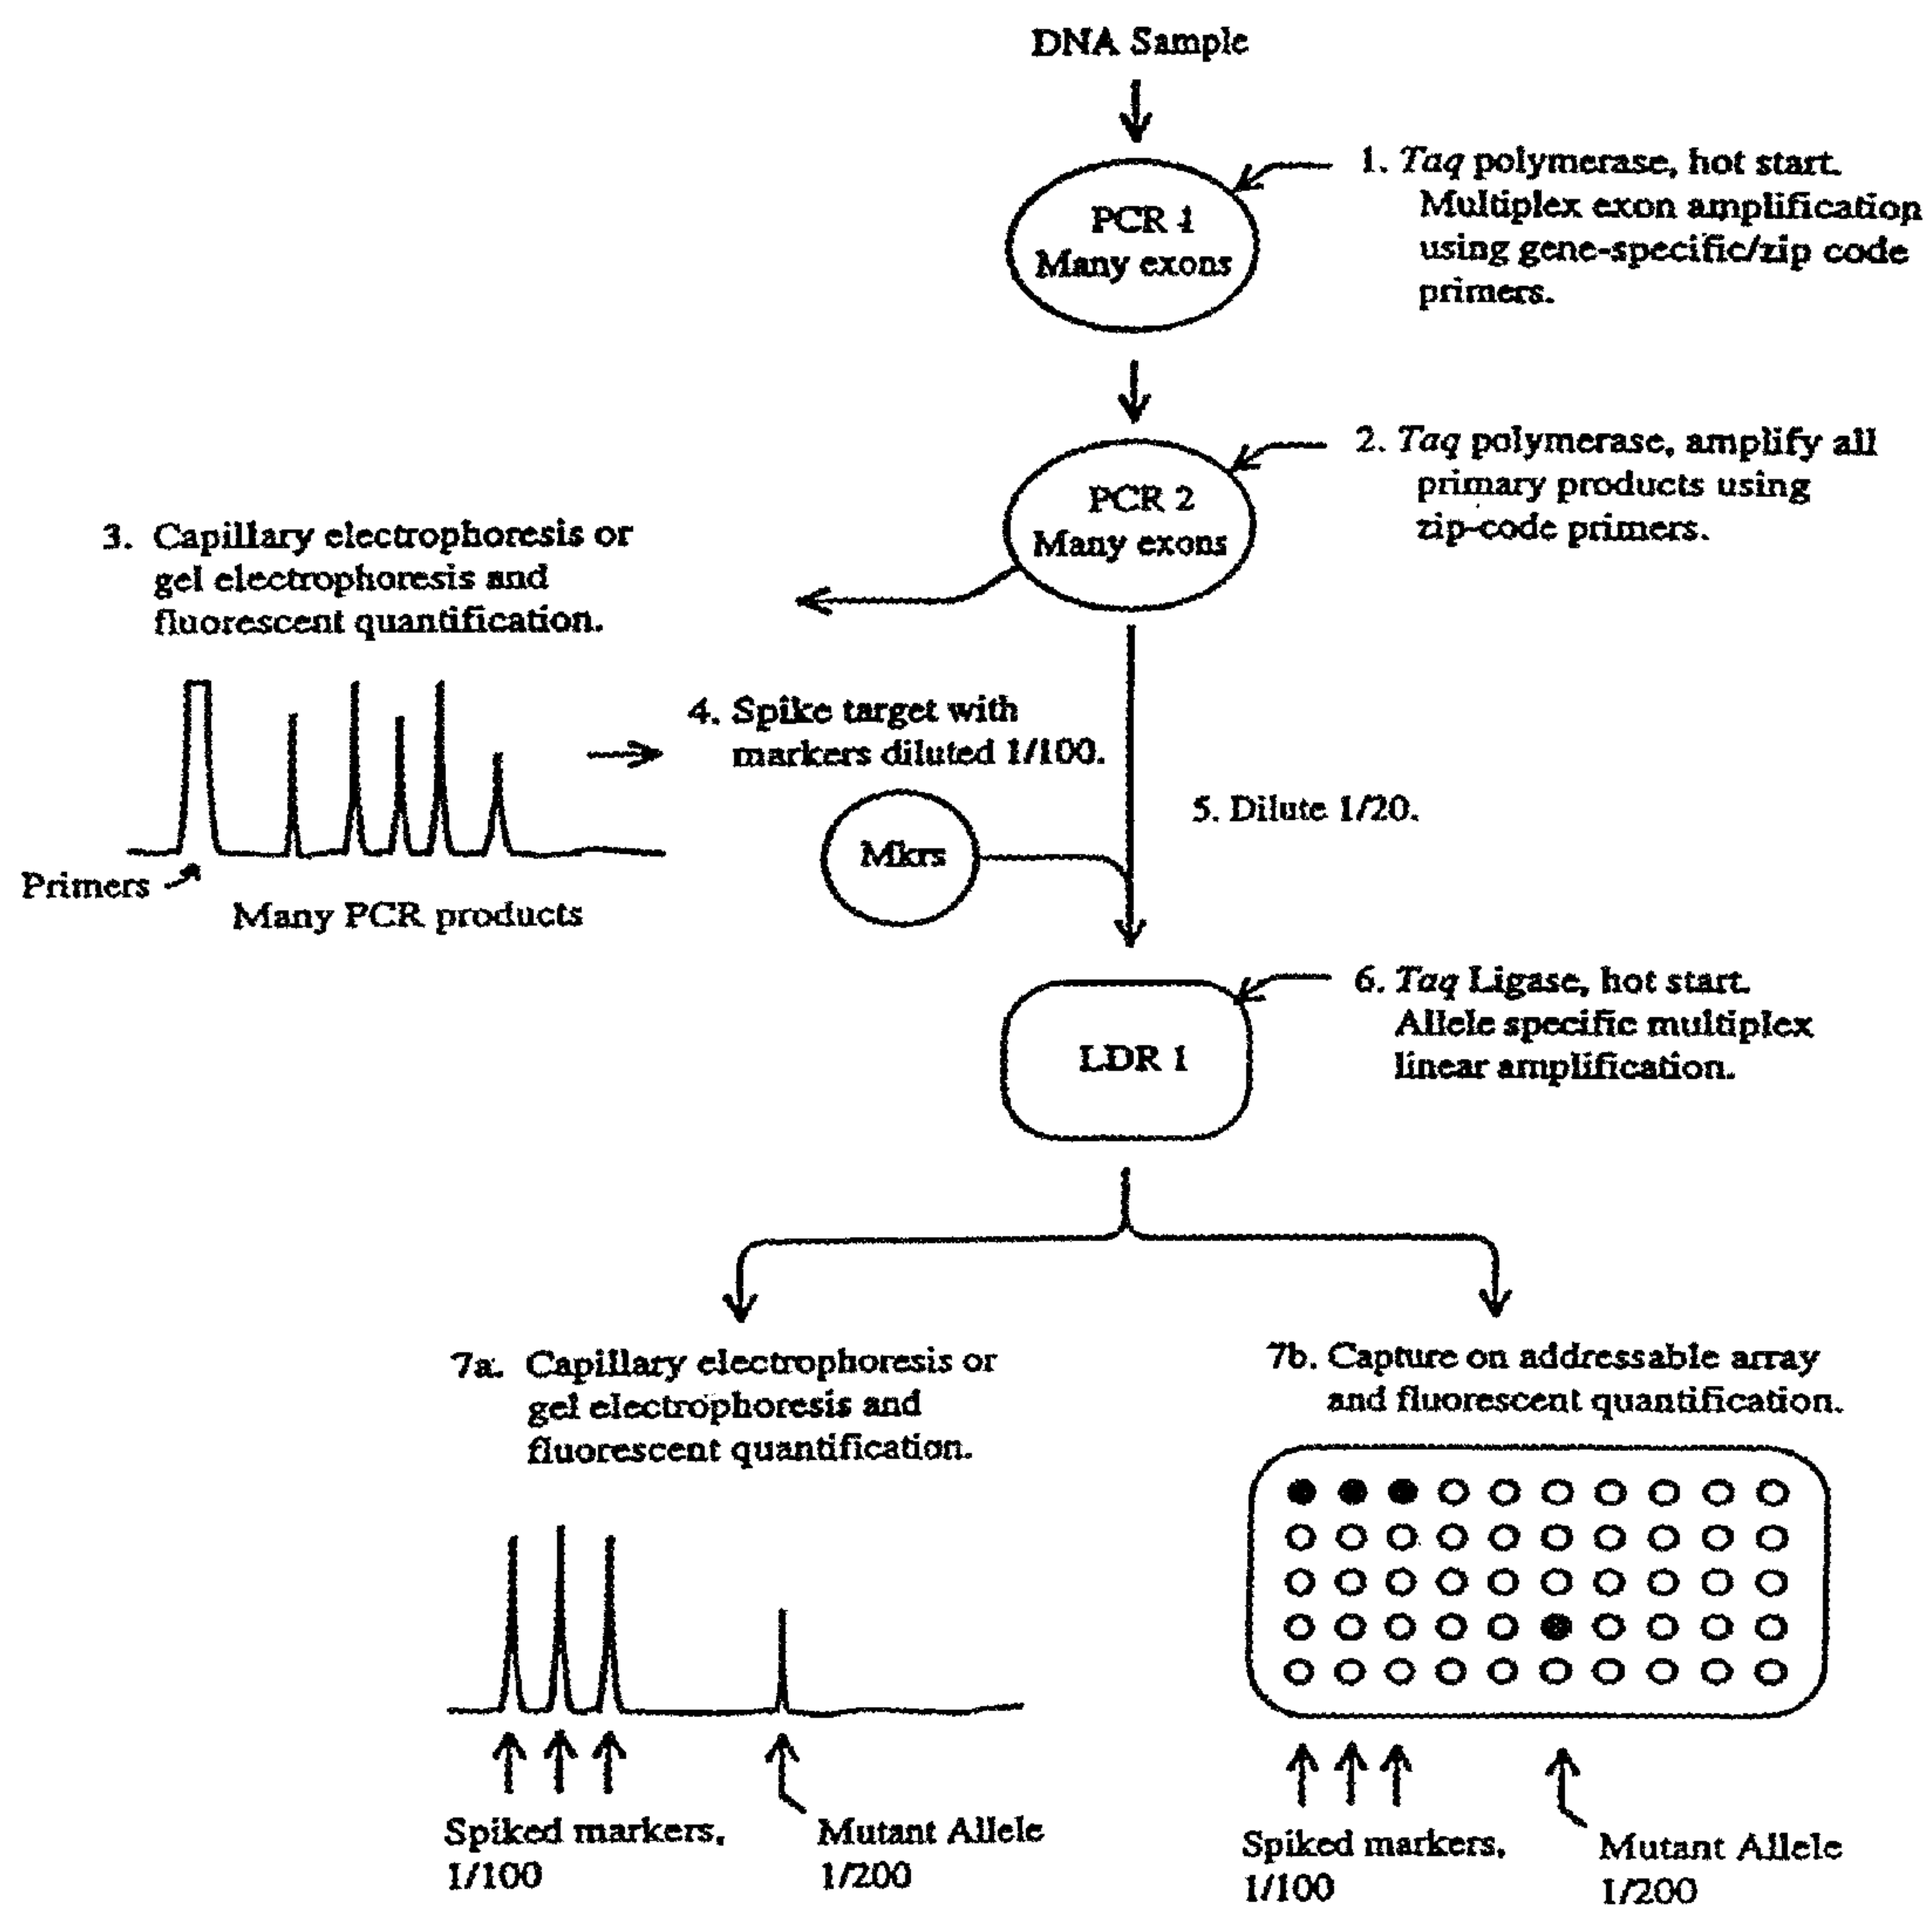 DNA Sample
1. Taq polymerase, hot start.
Multiplex exon amplification
using gene-specific/zip code
primers.
PCR 1
Many exons
2. Taq polymerase, amplify all
primary products using
zip-code primers.
PCR 2
Many exons
3. Capillary electrophoresis or
gel electrophoresis and
fluorescent quantification.
Primers
Many PCR products
4. Spike target with
markers diluted 1/100.
Mkrs
5. Dilute 1/20.
6. Taq Ligase, hot start.
Allele specific multiplex
linear amplification.
LDR 1
7a. Capillary electrophoresis or
gel electrophoresis and
fluorescent quantification.
Spiked markers,
1/100
Mutant Allele
1/200
7b. Capture on addressable array
and fluorescent quantification.
Spiked markers,
1/100
Mutant Allele
1/200